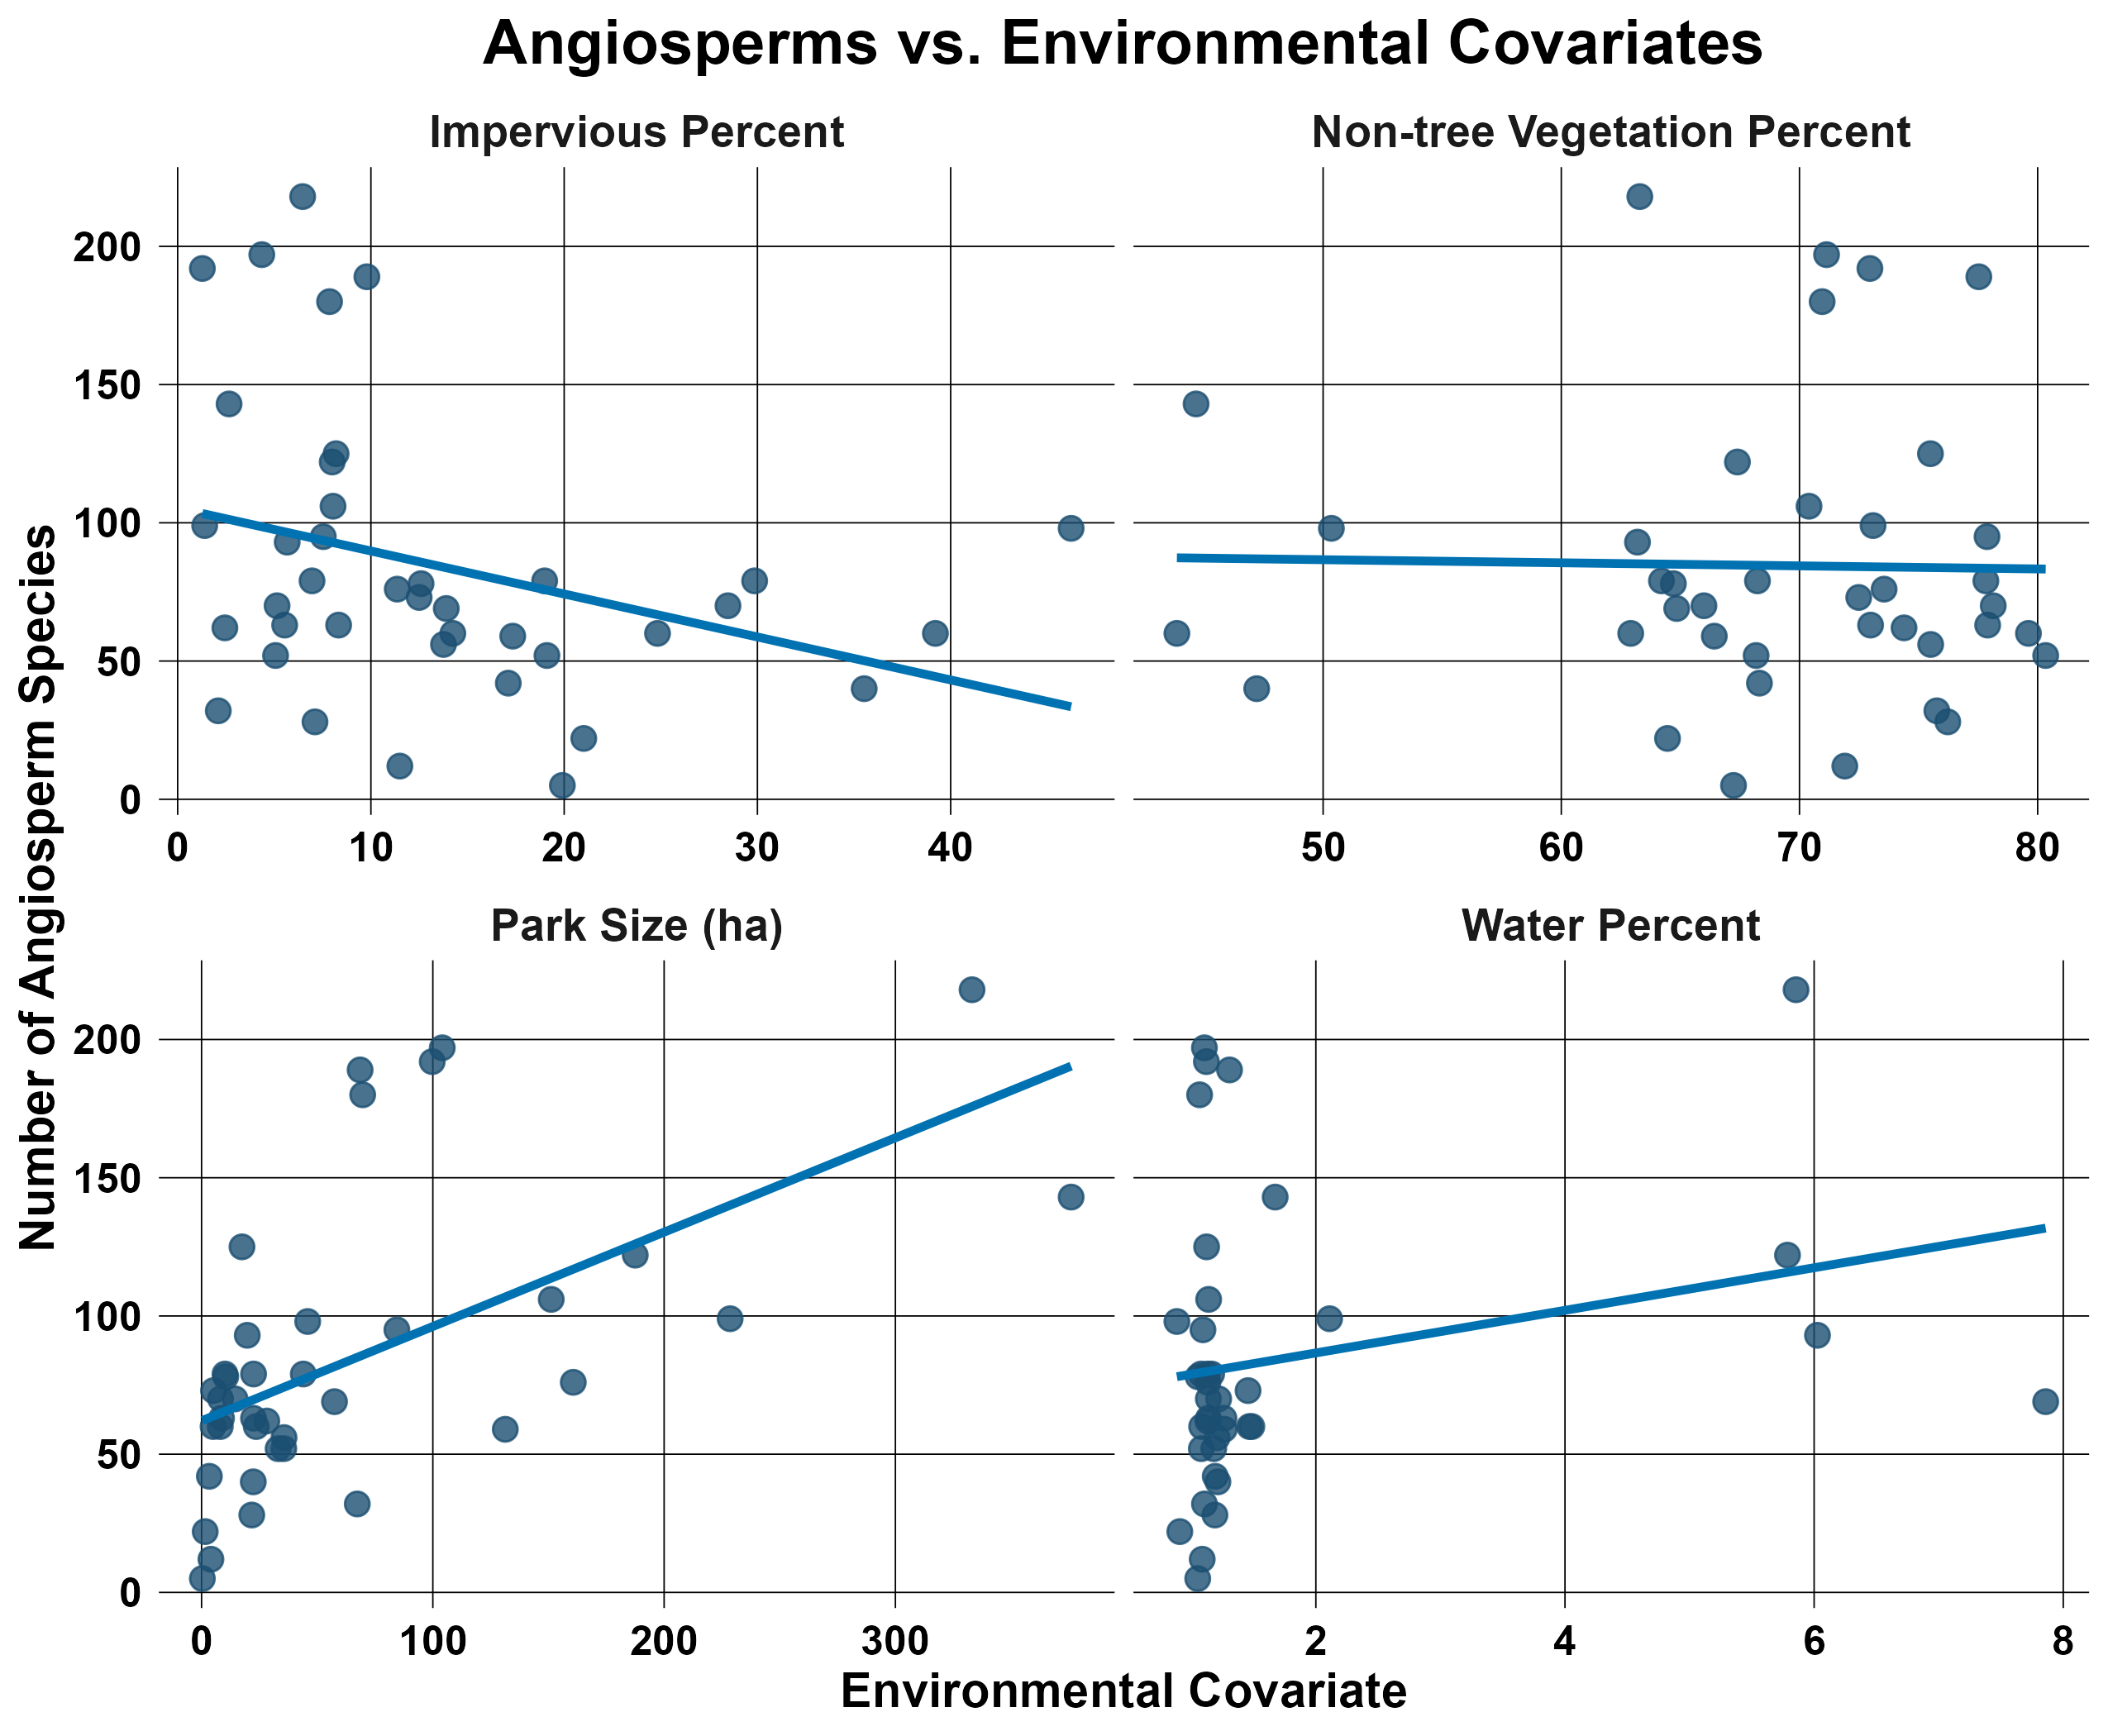 Angiosperms vs. Environmental Covariates
Impervious Percent
Non-tree Vegetation Percent
Number of Angiosperm Species
200
150
100
50
0
0 10 20 30 40
50 60 70 80
Park Size (ha)
Water Percent
200
150
100
50
0
0 100 200 300
2 4 6 8
Environmental Covariate